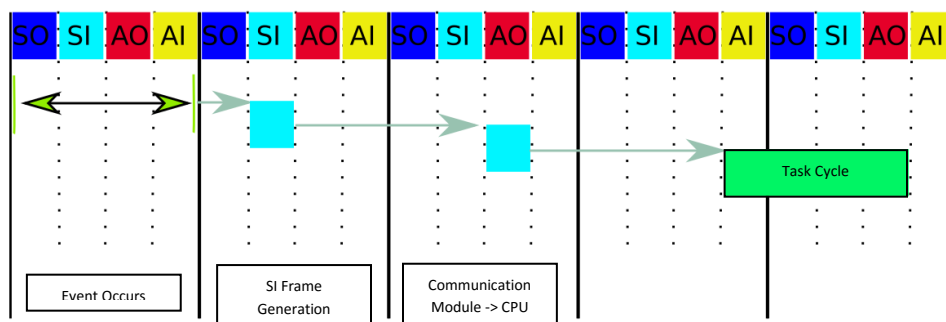 SO SI AO AI SO SI AO AI SO SI AO AI SO SI AO AI SO SI AO AI
Task Cycle
Event Occurs
SI Frame
Generation
Communication
Module -> CPU